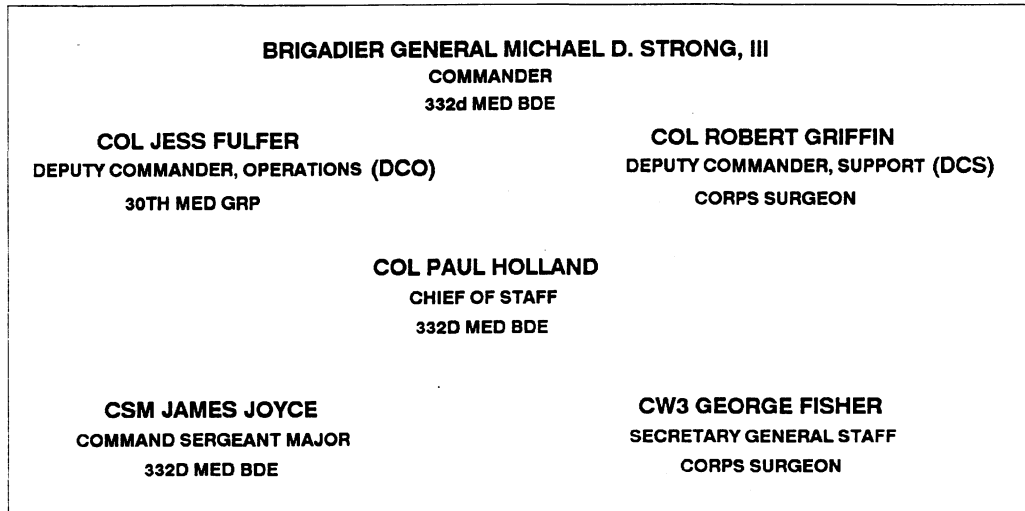 BRIGADIER GENERAL MICHAEL D. STRONG, III
COMMANDER
332d MED BDE
COL JESS FULFER
DEPUTY COMMANDER, OPERATIONS (DCO)
30TH MED GRP
COL ROBERT GRIFFIN
DEPUTY COMMANDER, SUPPORT (DCS)
CORPS SURGEON
COL PAUL HOLLAND
CHIEF OF STAFF
332D MED BDE
CSM JAMES JOYCE
COMMAND SERGEANT MAJOR
332D MED BDE
CW3 GEORGE FISHER
SECRETARY GENERAL STAFF
CORPS SURGEON